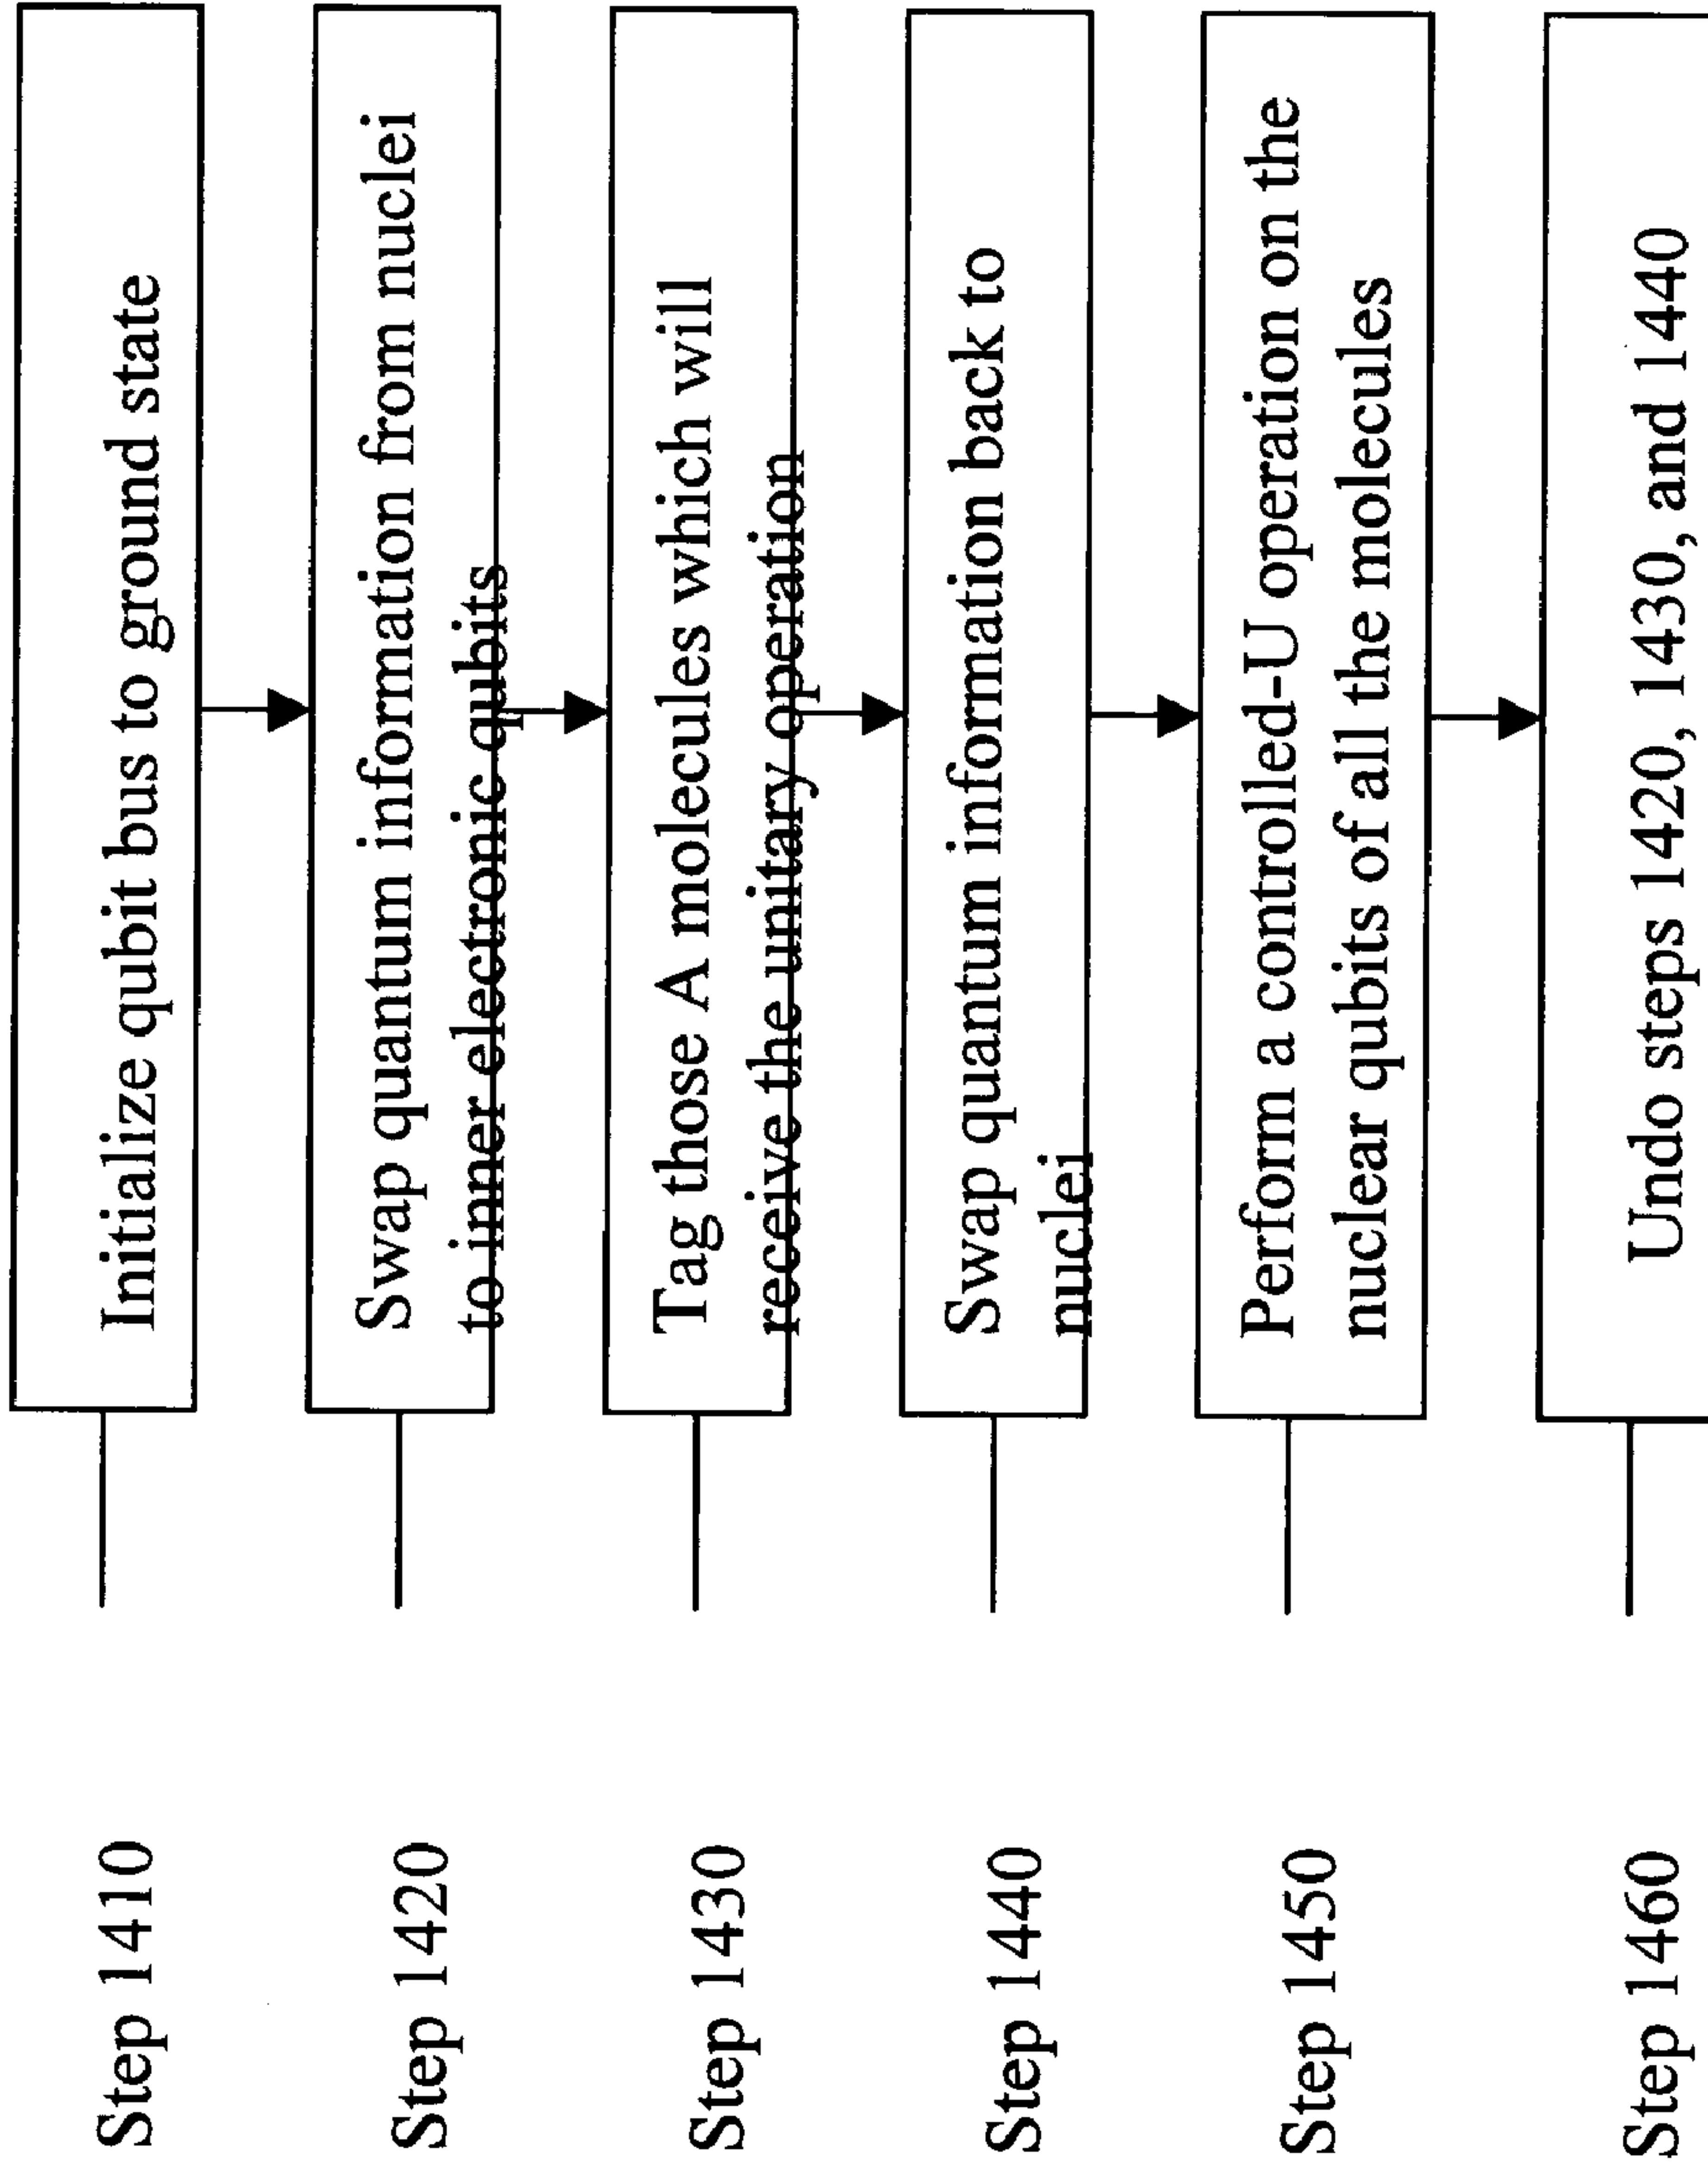 Step 1410
Initialize qubit bus to ground state
Step 1420
Swap quantum information from nuclei
to inner electronic qubits
Step 1430
Tag those A molecules which will
receive the unitary operation
Step 1440
Swap quantum information back to
nuclei
Step 1450
Perform a controlled-U operation on the
nuclear qubits of all the molecules
Step 1460
Undo steps 1420, 1430, and 1440